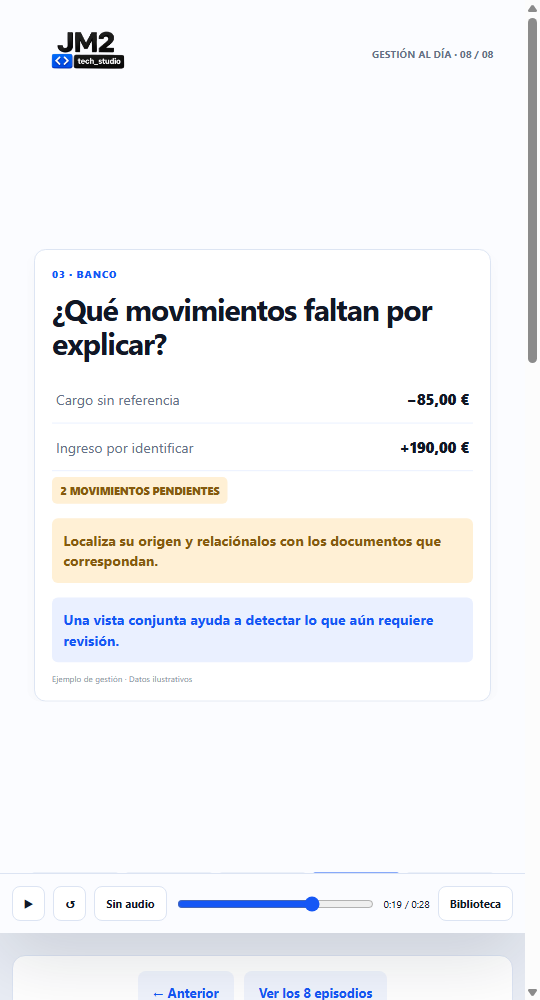 JM2
<> tech_studio
GESTIÓN AL DÍA · 08 / 08
03 · BANCO
¿Qué movimientos faltan por
explicar?
Cargo sin referencia −85,00 €
Ingreso por identificar +190,00 €
2 MOVIMIENTOS PENDIENTES
Localiza su origen y relaciónalos con los documentos que
correspondan.
Una vista conjunta ayuda a detectar lo que aún requiere
revisión.
Ejemplo de gestión · Datos ilustrativos
▶ ↺ Sin audio 0:19 / 0:28 Biblioteca
← Anterior Ver los 8 episodios